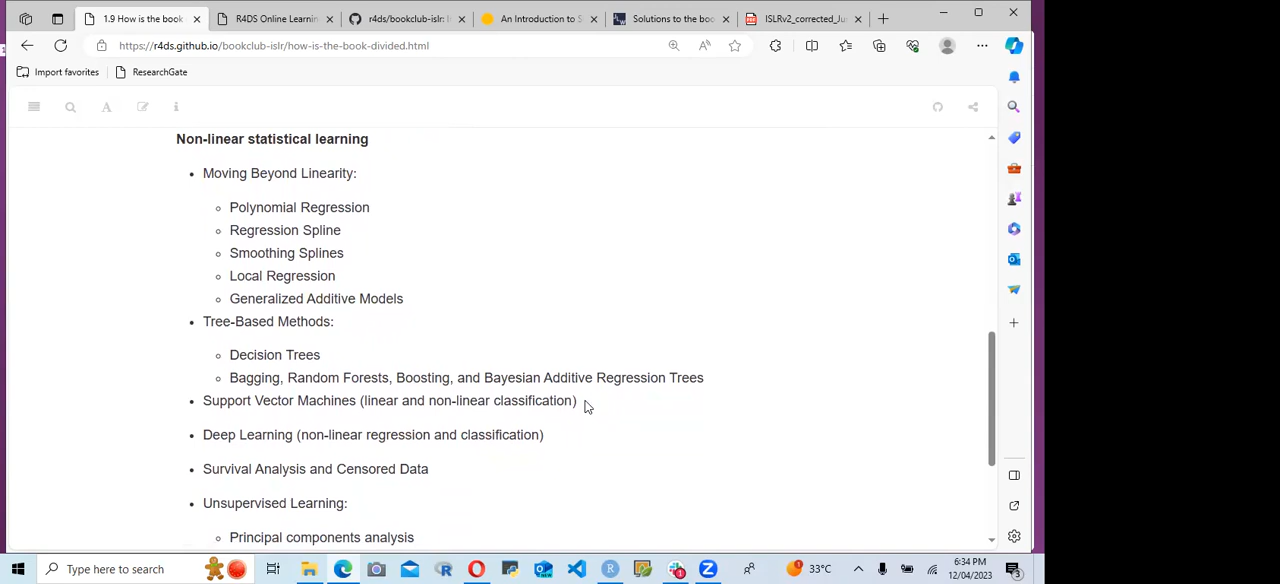 1.9 How is the book
R4DS Online Learnin
r4ds/bookclub-islr: I
An Introduction to S
Solutions to the boo
ISLRv2_corrected_Ju
https://r4ds.github.io/bookclub-islr/how-is-the-book-divided.html
Import favorites
ResearchGate
Non-linear statistical learning
• Moving Beyond Linearity:
◦ Polynomial Regression
◦ Regression Spline
◦ Smoothing Splines
◦ Local Regression
◦ Generalized Additive Models
• Tree-Based Methods:
◦ Decision Trees
◦ Bagging, Random Forests, Boosting, and Bayesian Additive Regression Trees
• Support Vector Machines (linear and non-linear classification)
• Deep Learning (non-linear regression and classification)
• Survival Analysis and Censored Data
• Unsupervised Learning:
◦ Principal components analysis
Type here to search
33°C
6:34 PM
12/04/2023